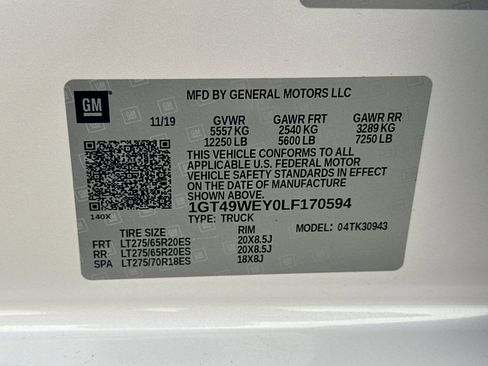 GM
MFD BY GENERAL MOTORS LLC
11/19 GVWR GAWR FRT GAWR RR
5557 KG 2540 KG 3289 KG
12250 LB 5600 LB 7250 LB
THIS VEHICLE CONFORMS TO ALL
APPLICABLE U.S. FEDERAL MOTOR
VEHICLE SAFETY STANDARDS IN
EFFECT ON THE DATE OF
MANUFACTURE SHOWN ABOVE.
140X 1GT49WEY0LF170594
TYPE: TRUCK
TIRE SIZE RIM MODEL: 04TK30943
FRT LT275/65R20ES 20X8.5J
RR LT275/65R20ES 20X8.5J
SPA LT275/70R18ES 18X8J